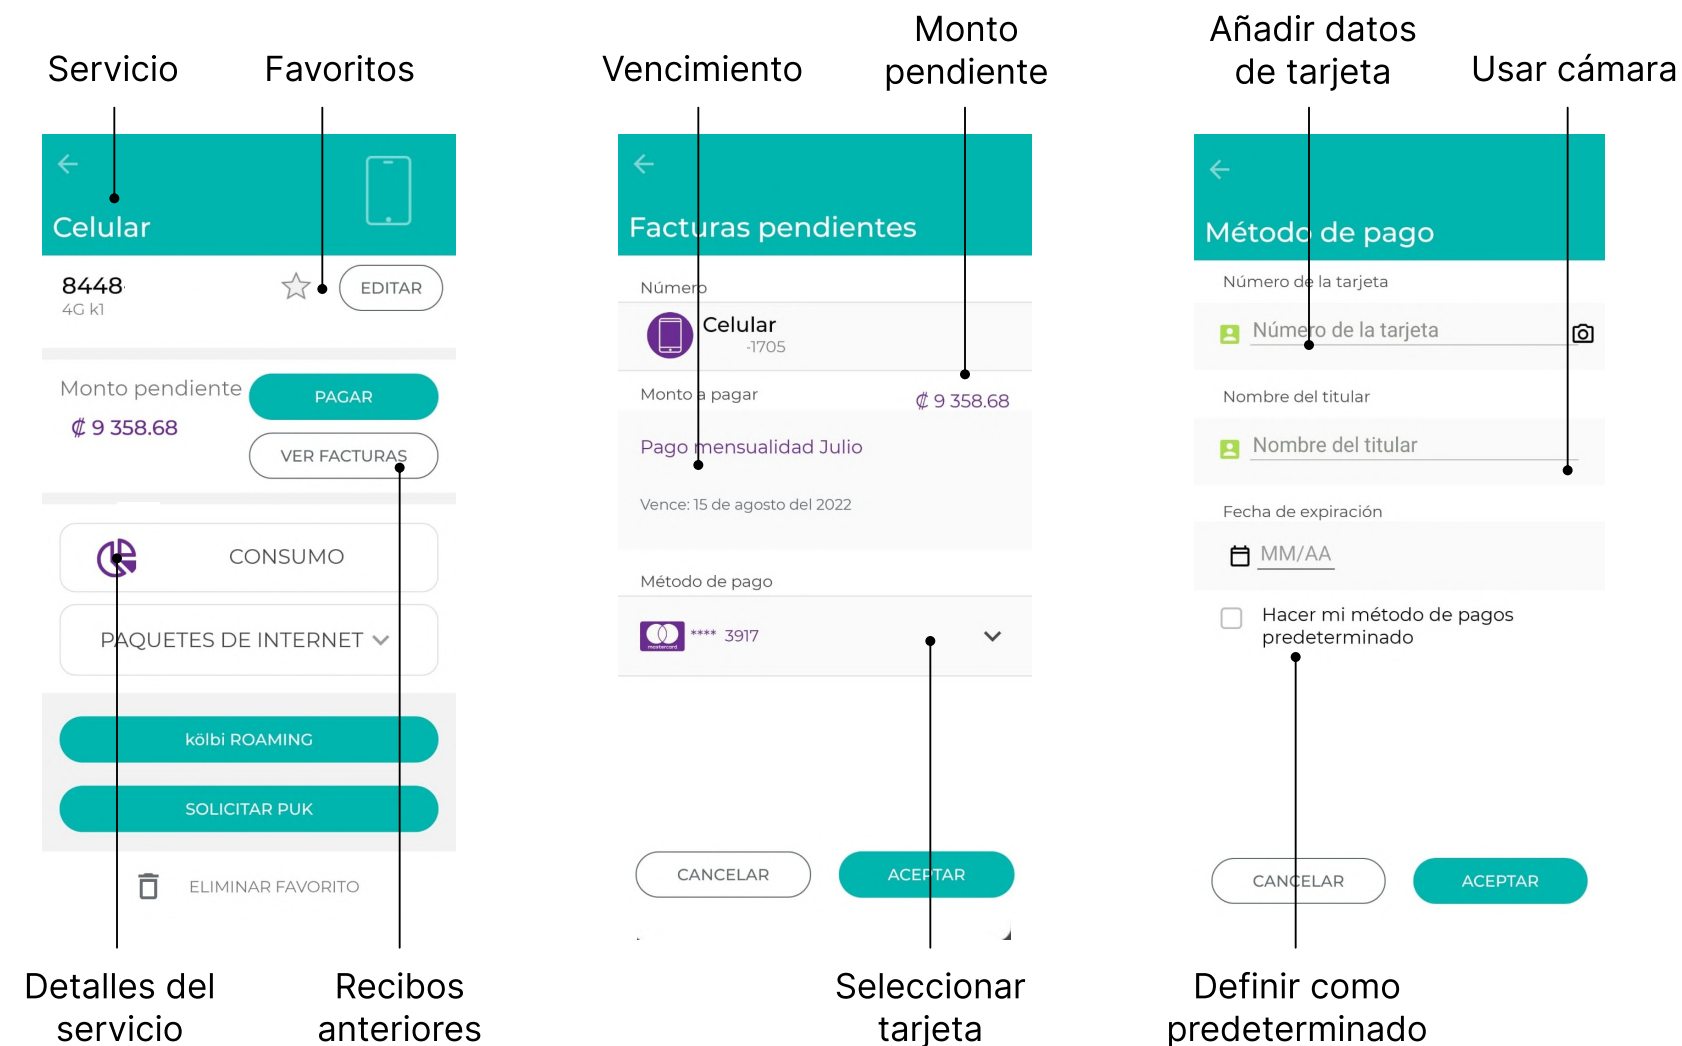 Servicio
Favoritos
Vencimiento
Monto
pendiente
Añadir datos
de tarjeta
Usar cámara
Celular
8448
4G k1
EDITAR
Monto pendiente
₡ 9 358.68
PAGAR
VER FACTURAS
CONSUMO
PAQUETES DE INTERNET
kölbi ROAMING
SOLICITAR PUK
ELIMINAR FAVORITO
Facturas pendientes
Número
Celular
-1705
Monto a pagar
₡ 9 358.68
Pago mensualidad Julio
Vence: 15 de agosto del 2022
Método de pago
mastercard
**** 3917
CANCELAR
ACEPTAR
Método de pago
Número de la tarjeta
Número de la tarjeta
Nombre del titular
Nombre del titular
Fecha de expiración
MM/AA
Hacer mi método de pagos
predeterminado
CANCELAR
ACEPTAR
Detalles del
servicio
Recibos
anteriores
Seleccionar
tarjeta
Definir como
predeterminado